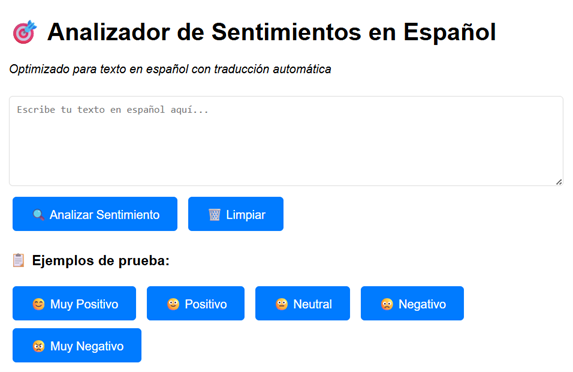 🎯 Analizador de Sentimientos en Español
Optimizado para texto en español con traducción automática
Escribe tu texto en español aquí...
🔍 Analizar Sentimiento
🗑️ Limpiar
📋 Ejemplos de prueba:
😊 Muy Positivo
🙂 Positivo
😐 Neutral
😞 Negativo
😡 Muy Negativo